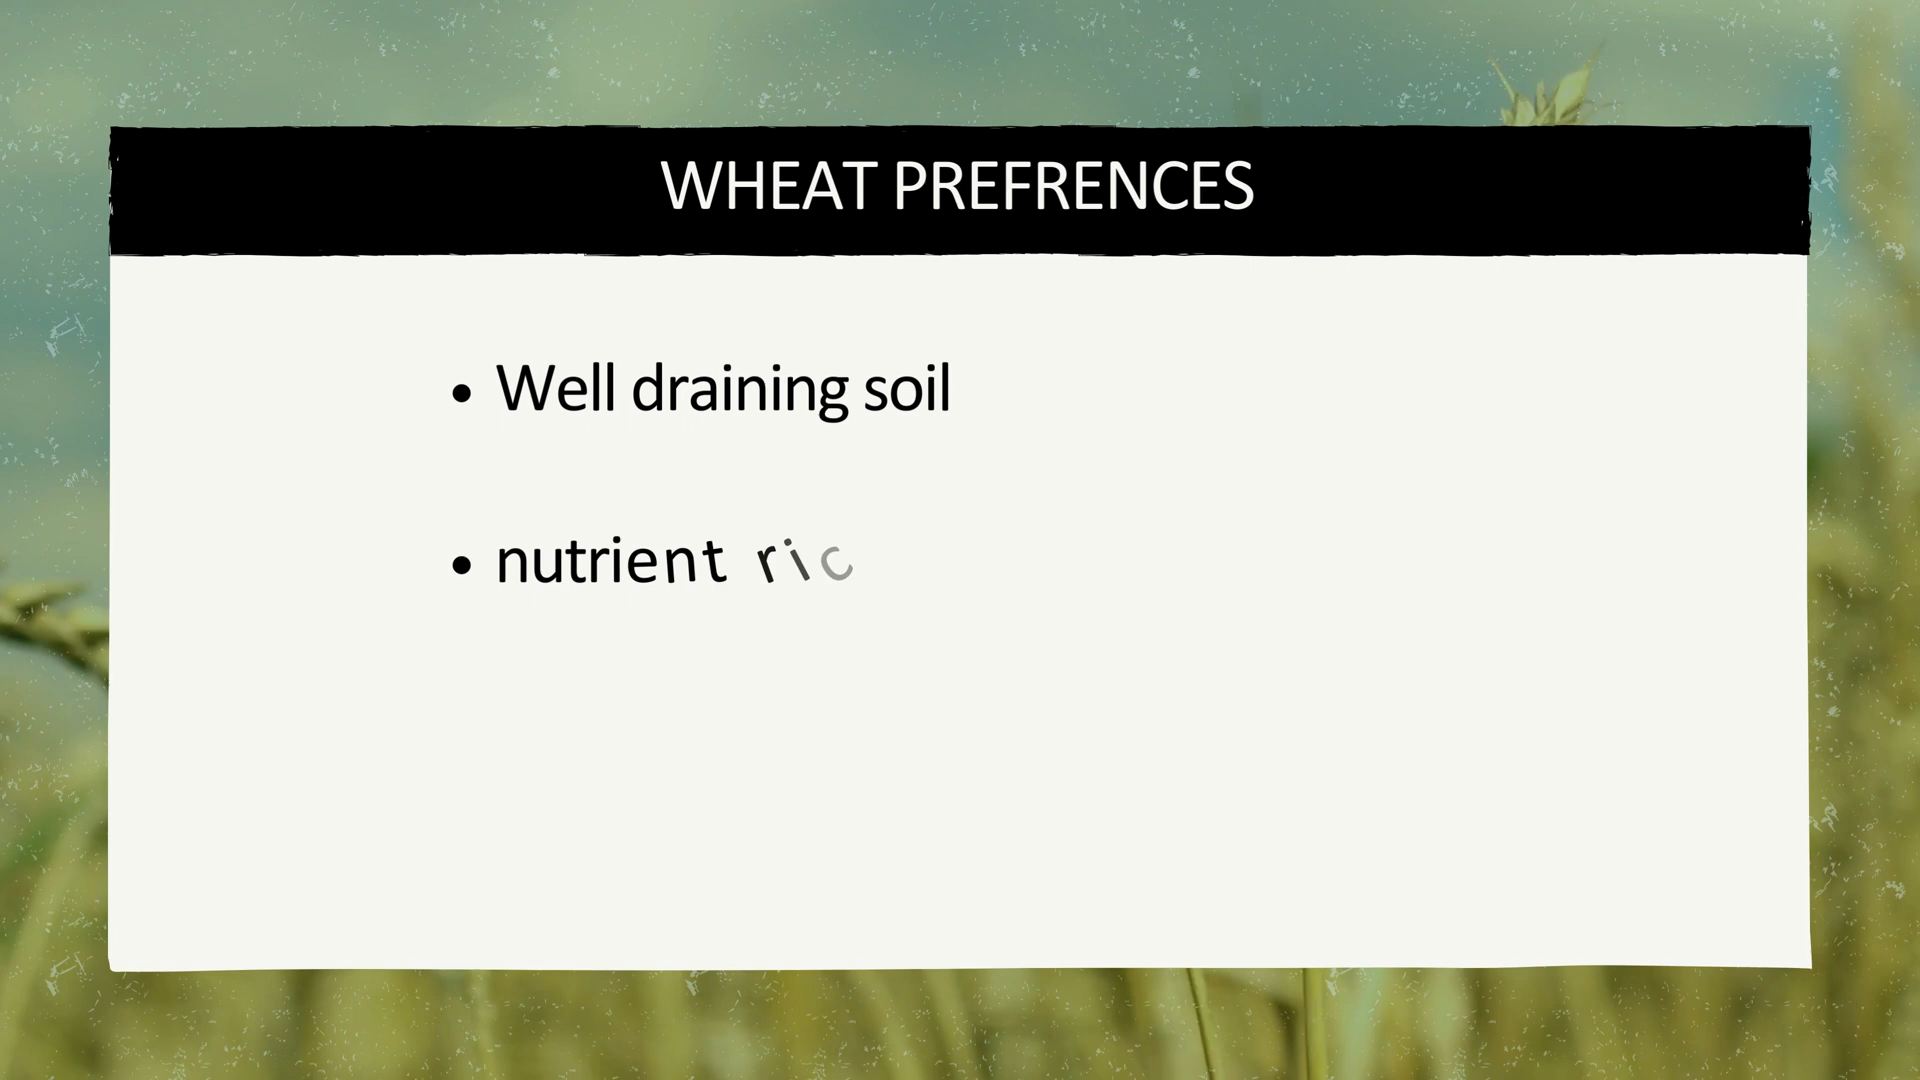 WHEAT PREFRENCES
• Well draining soil
• nutrient ric